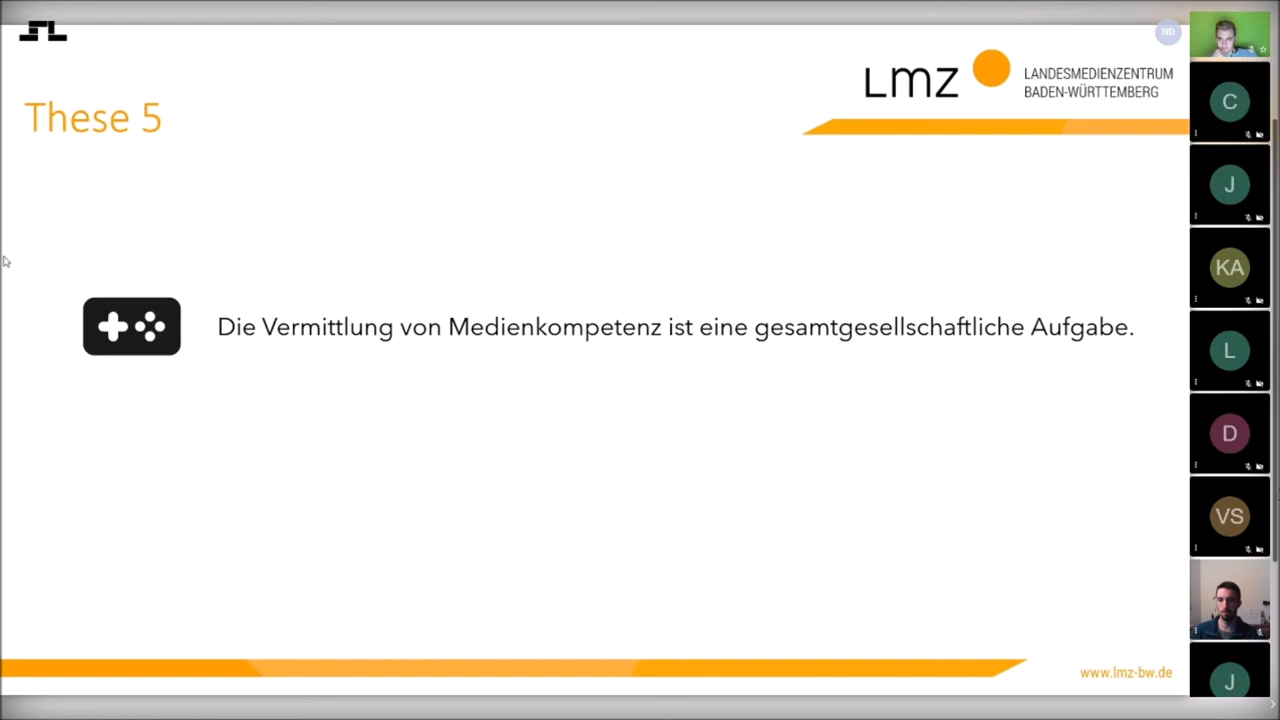 HD
LMZ
LANDESMEDIENZENTRUM
BADEN-WÜRTTEMBERG
These 5
Die Vermittlung von Medienkompetenz ist eine gesamtgesellschaftliche Aufgabe.
www.lmz-bw.de
C
J
KA
L
D
VS
J